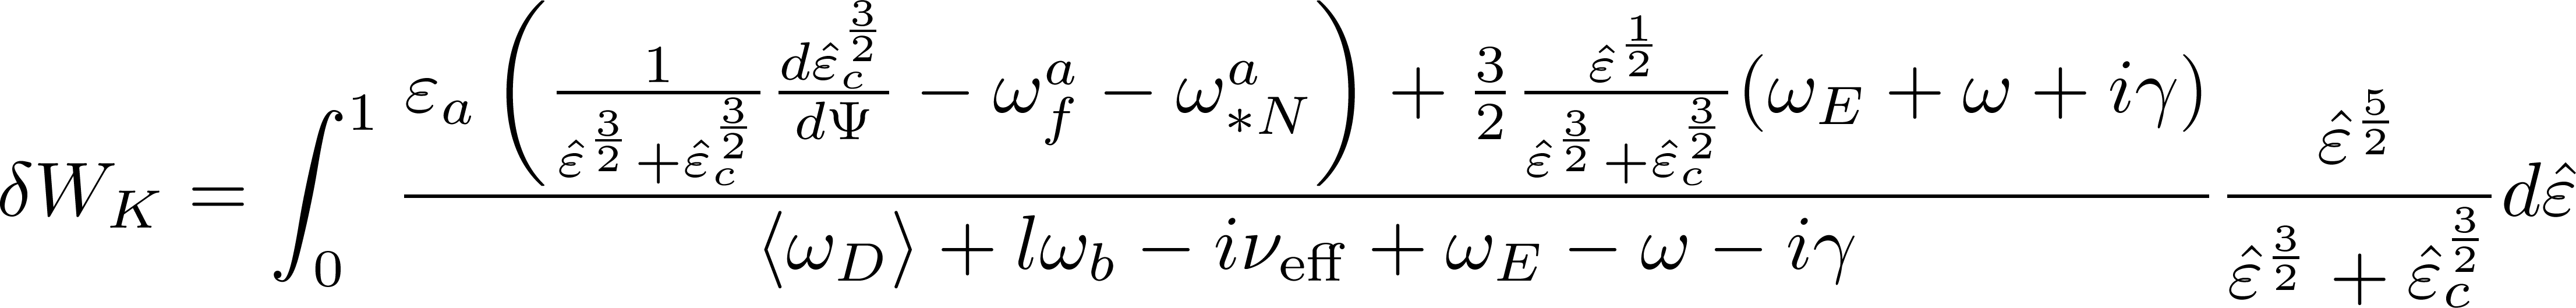 \delta W_K = \int_0^1 \frac{\varepsilon_a \left( \frac{1}{\hat{\varepsilon}^{\frac{3}{2}} + \hat{\varepsilon}_c^{\frac{3}{2}}} \frac{d\hat{\varepsilon}_c^{\frac{3}{2}}}{d\Psi} - \omega_f^a - \omega_{*N}^a \right) + \frac{3}{2} \frac{\hat{\varepsilon}^{\frac{1}{2}}}{\hat{\varepsilon}^{\frac{3}{2}} + \hat{\varepsilon}_c^{\frac{3}{2}}} (\omega_E + \omega + i\gamma)}{\langle \omega_D \rangle + l\omega_b - i\nu_{\text{eff}} + \omega_E - \omega - i\gamma} \frac{\hat{\varepsilon}^{\frac{5}{2}}}{\hat{\varepsilon}^{\frac{3}{2}} + \hat{\varepsilon}_c^{\frac{3}{2}}} d\hat{\varepsilon}